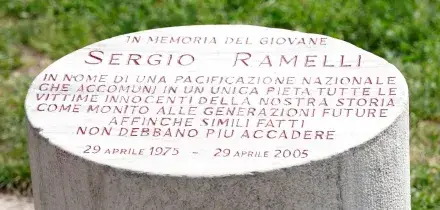 IN MEMORIA DEL GIOVANE
SERGIO RAMELLI
IN NOME DI UNA PACIFICAZIONE NAZIONALE
CHE ACCOMUNI IN UN UNICA PIETA TUTTE LE
VITTIME INNOCENTI DELLA NOSTRA STORIA
COME MONITO ALLE GENERAZIONI FUTURE
AFFINCHE SIMILI FATTI
NON DEBBANO PIU ACCADERE
29 APRILE 1975 - 29 APRILE 2005